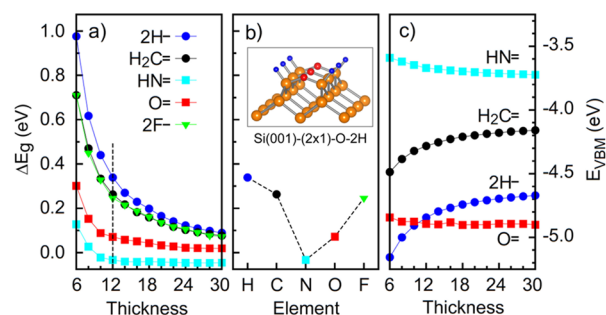 a)
2H-
H₂C=
HN=
O=
2F-
1.0
0.8
0.6
0.4
0.2
0.0
ΔEg (eV)
6 12 18 24 30
Thickness
b)
Si(001)-(2x1)-O-2H
H C N O F
Element
c)
HN=
H₂C=
2H-
O=
-3.5
-4.0
-4.5
-5.0
E_VBM (eV)
6 12 18 24 30
Thickness